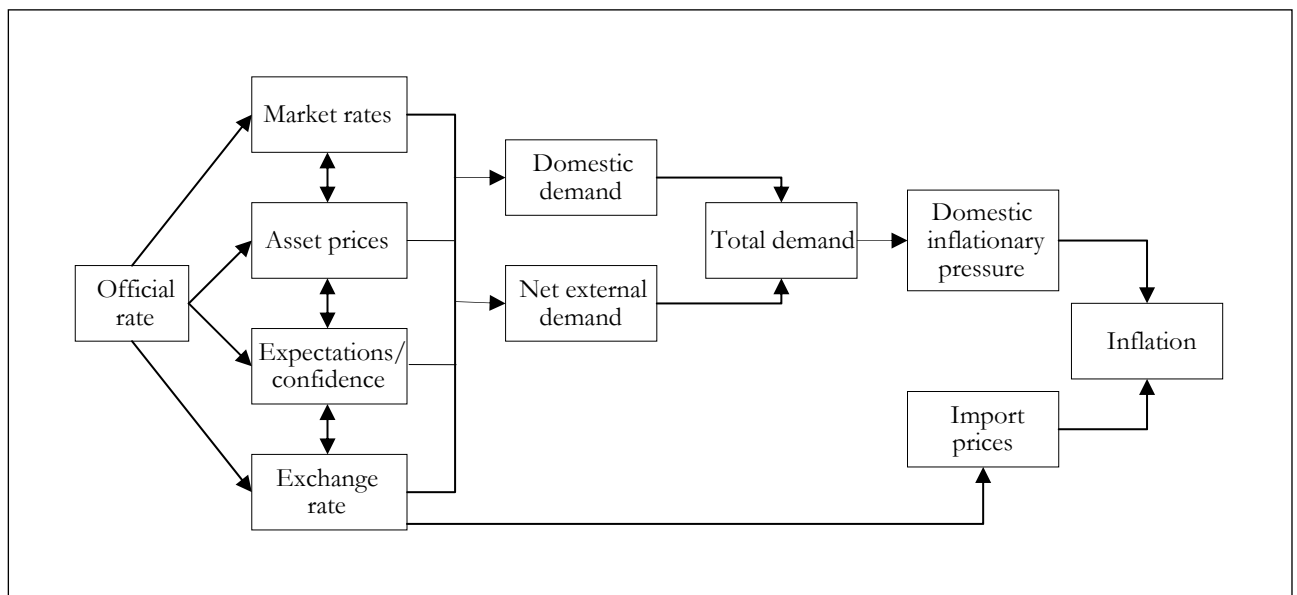 Market rates
Asset prices
Official
rate
Expectations/
confidence
Exchange
rate
Domestic
demand
Net external
demand
Total demand
Domestic
inflationary
pressure
Import
prices
Inflation